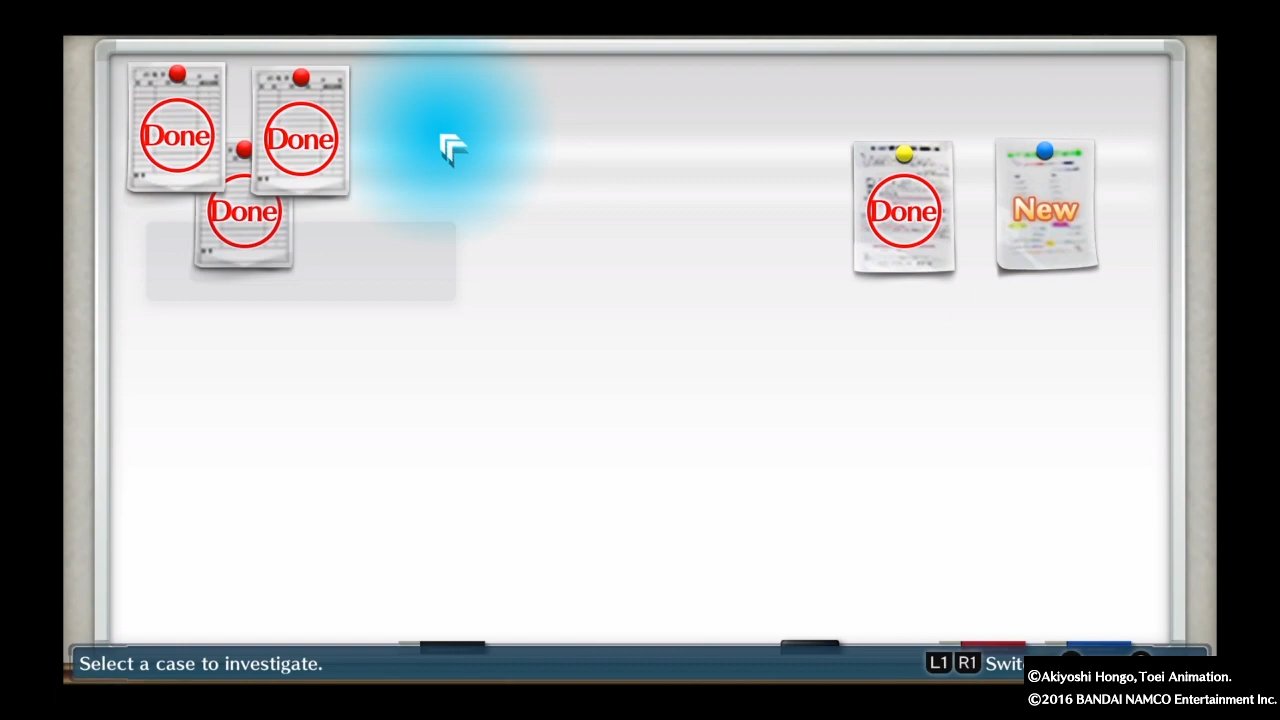 Done
Done
Done
Done
New
Select a case to investigate.
L1 R1
©Akiyoshi Hongo, Toei Animation.
©2016 BANDAI NAMCO Entertainment Inc.